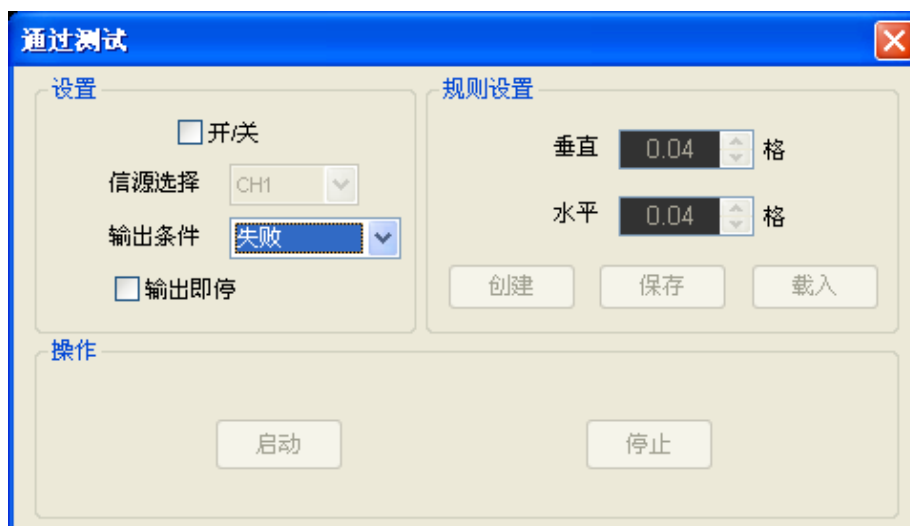 通过测试
设置
开/关
信源选择 CH1
输出条件 失败
输出即停
规则设置
垂直 0.04 格
水平 0.04 格
创建 保存 载入
操作
启动 停止